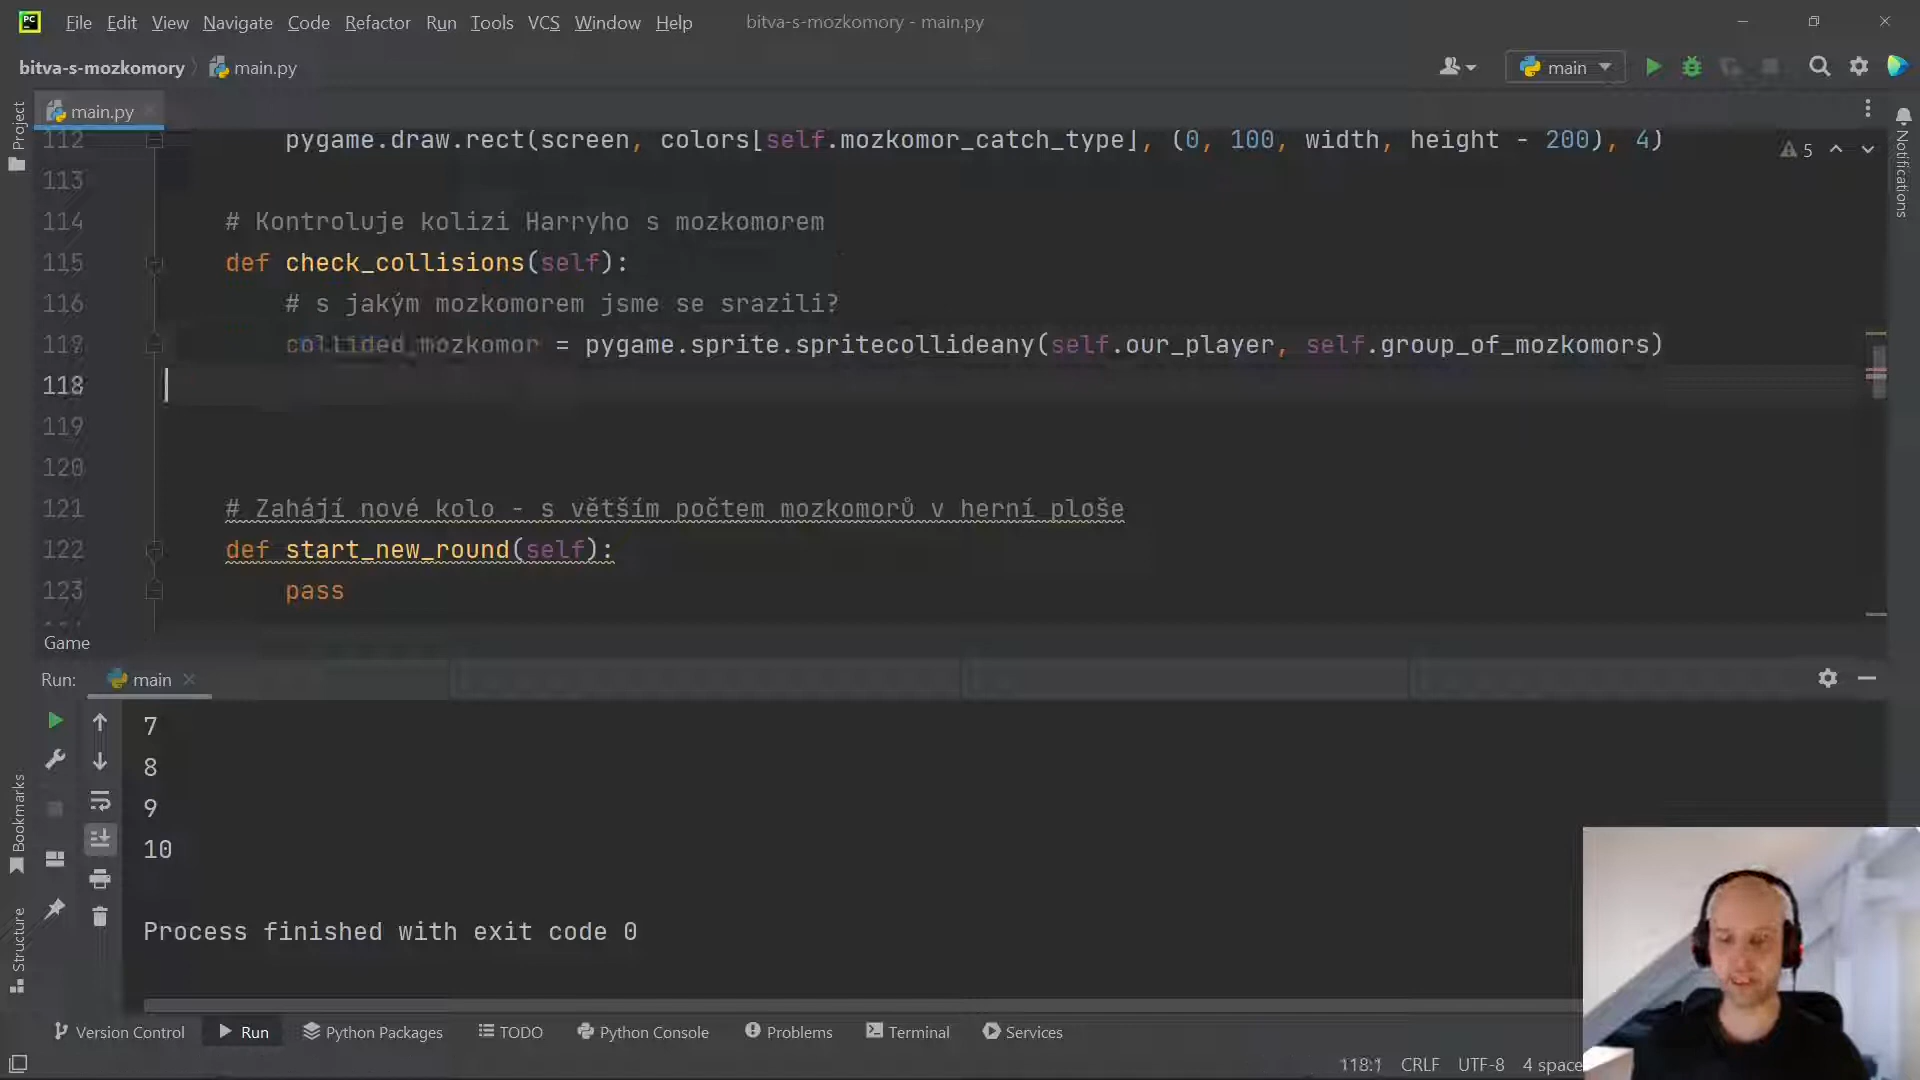 PC File Edit View Navigate Code Refactor Run Tools VCS Window Help bitva-s-mozkomory - main.py
bitva-s-mozkomory main.py main
Project
main.py
Notifications
112 pygame.draw.rect(screen, colors[self.mozkomor_catch_type], (0, 100, width, height - 200), 4) 5
113
114 # Kontroluje kolizi Harryho s mozkomorem
115 def check_collisions(self):
116 # s jakým mozkomorem jsme se srazili?
117 collided_mozkomor = pygame.sprite.spritecollideany(self.our_player, self.group_of_mozkomors)
118
119
120
121 # Zahájí nové kolo - s větším počtem mozkomorů v herní ploše
122 def start_new_round(self):
123 pass
Game
Run: main
7
8
9
10
Process finished with exit code 0
Bookmarks
Structure
Version Control Run Python Packages TODO Python Console Problems Terminal Services
118:1 CRLF UTF-8 4 space